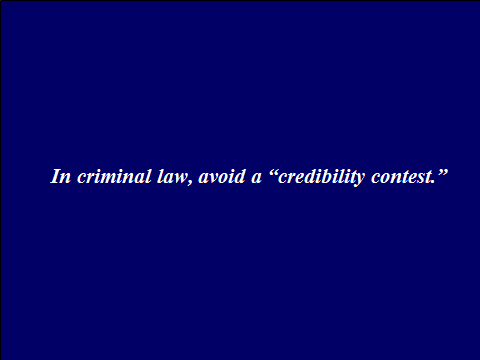 In criminal law, avoid a “credibility contest.”